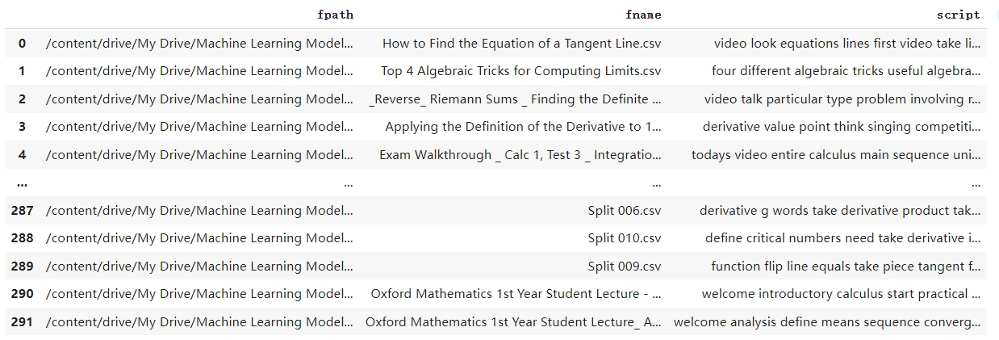 fpath fname script
0 /content/drive/My Drive/Machine Learning Model... How to Find the Equation of a Tangent Line.csv video look equations lines first video take li...
1 /content/drive/My Drive/Machine Learning Model... Top 4 Algebraic Tricks for Computing Limits.csv four different algebraic tricks useful algebra...
2 /content/drive/My Drive/Machine Learning Model... _Reverse_ Riemann Sums _ Finding the Definite ... video talk particular type problem involving r...
3 /content/drive/My Drive/Machine Learning Model... Applying the Definition of the Derivative to 1... derivative value point think singing competiti...
4 /content/drive/My Drive/Machine Learning Model... Exam Walkthrough _ Calc 1, Test 3 _ Integratio... todays video entire calculus main sequence uni...
... ... ... ...
287 /content/drive/My Drive/Machine Learning Model... Split 006.csv derivative g words take derivative product tak...
288 /content/drive/My Drive/Machine Learning Model... Split 010.csv define critical numbers need take derivative i...
289 /content/drive/My Drive/Machine Learning Model... Split 009.csv function flip line equals take piece tangent f...
290 /content/drive/My Drive/Machine Learning Model... Oxford Mathematics 1st Year Student Lecture - ... welcome introductory calculus start practical ...
291 /content/drive/My Drive/Machine Learning Model... Oxford Mathematics 1st Year Student Lecture_ A... welcome analysis define means sequence converg...